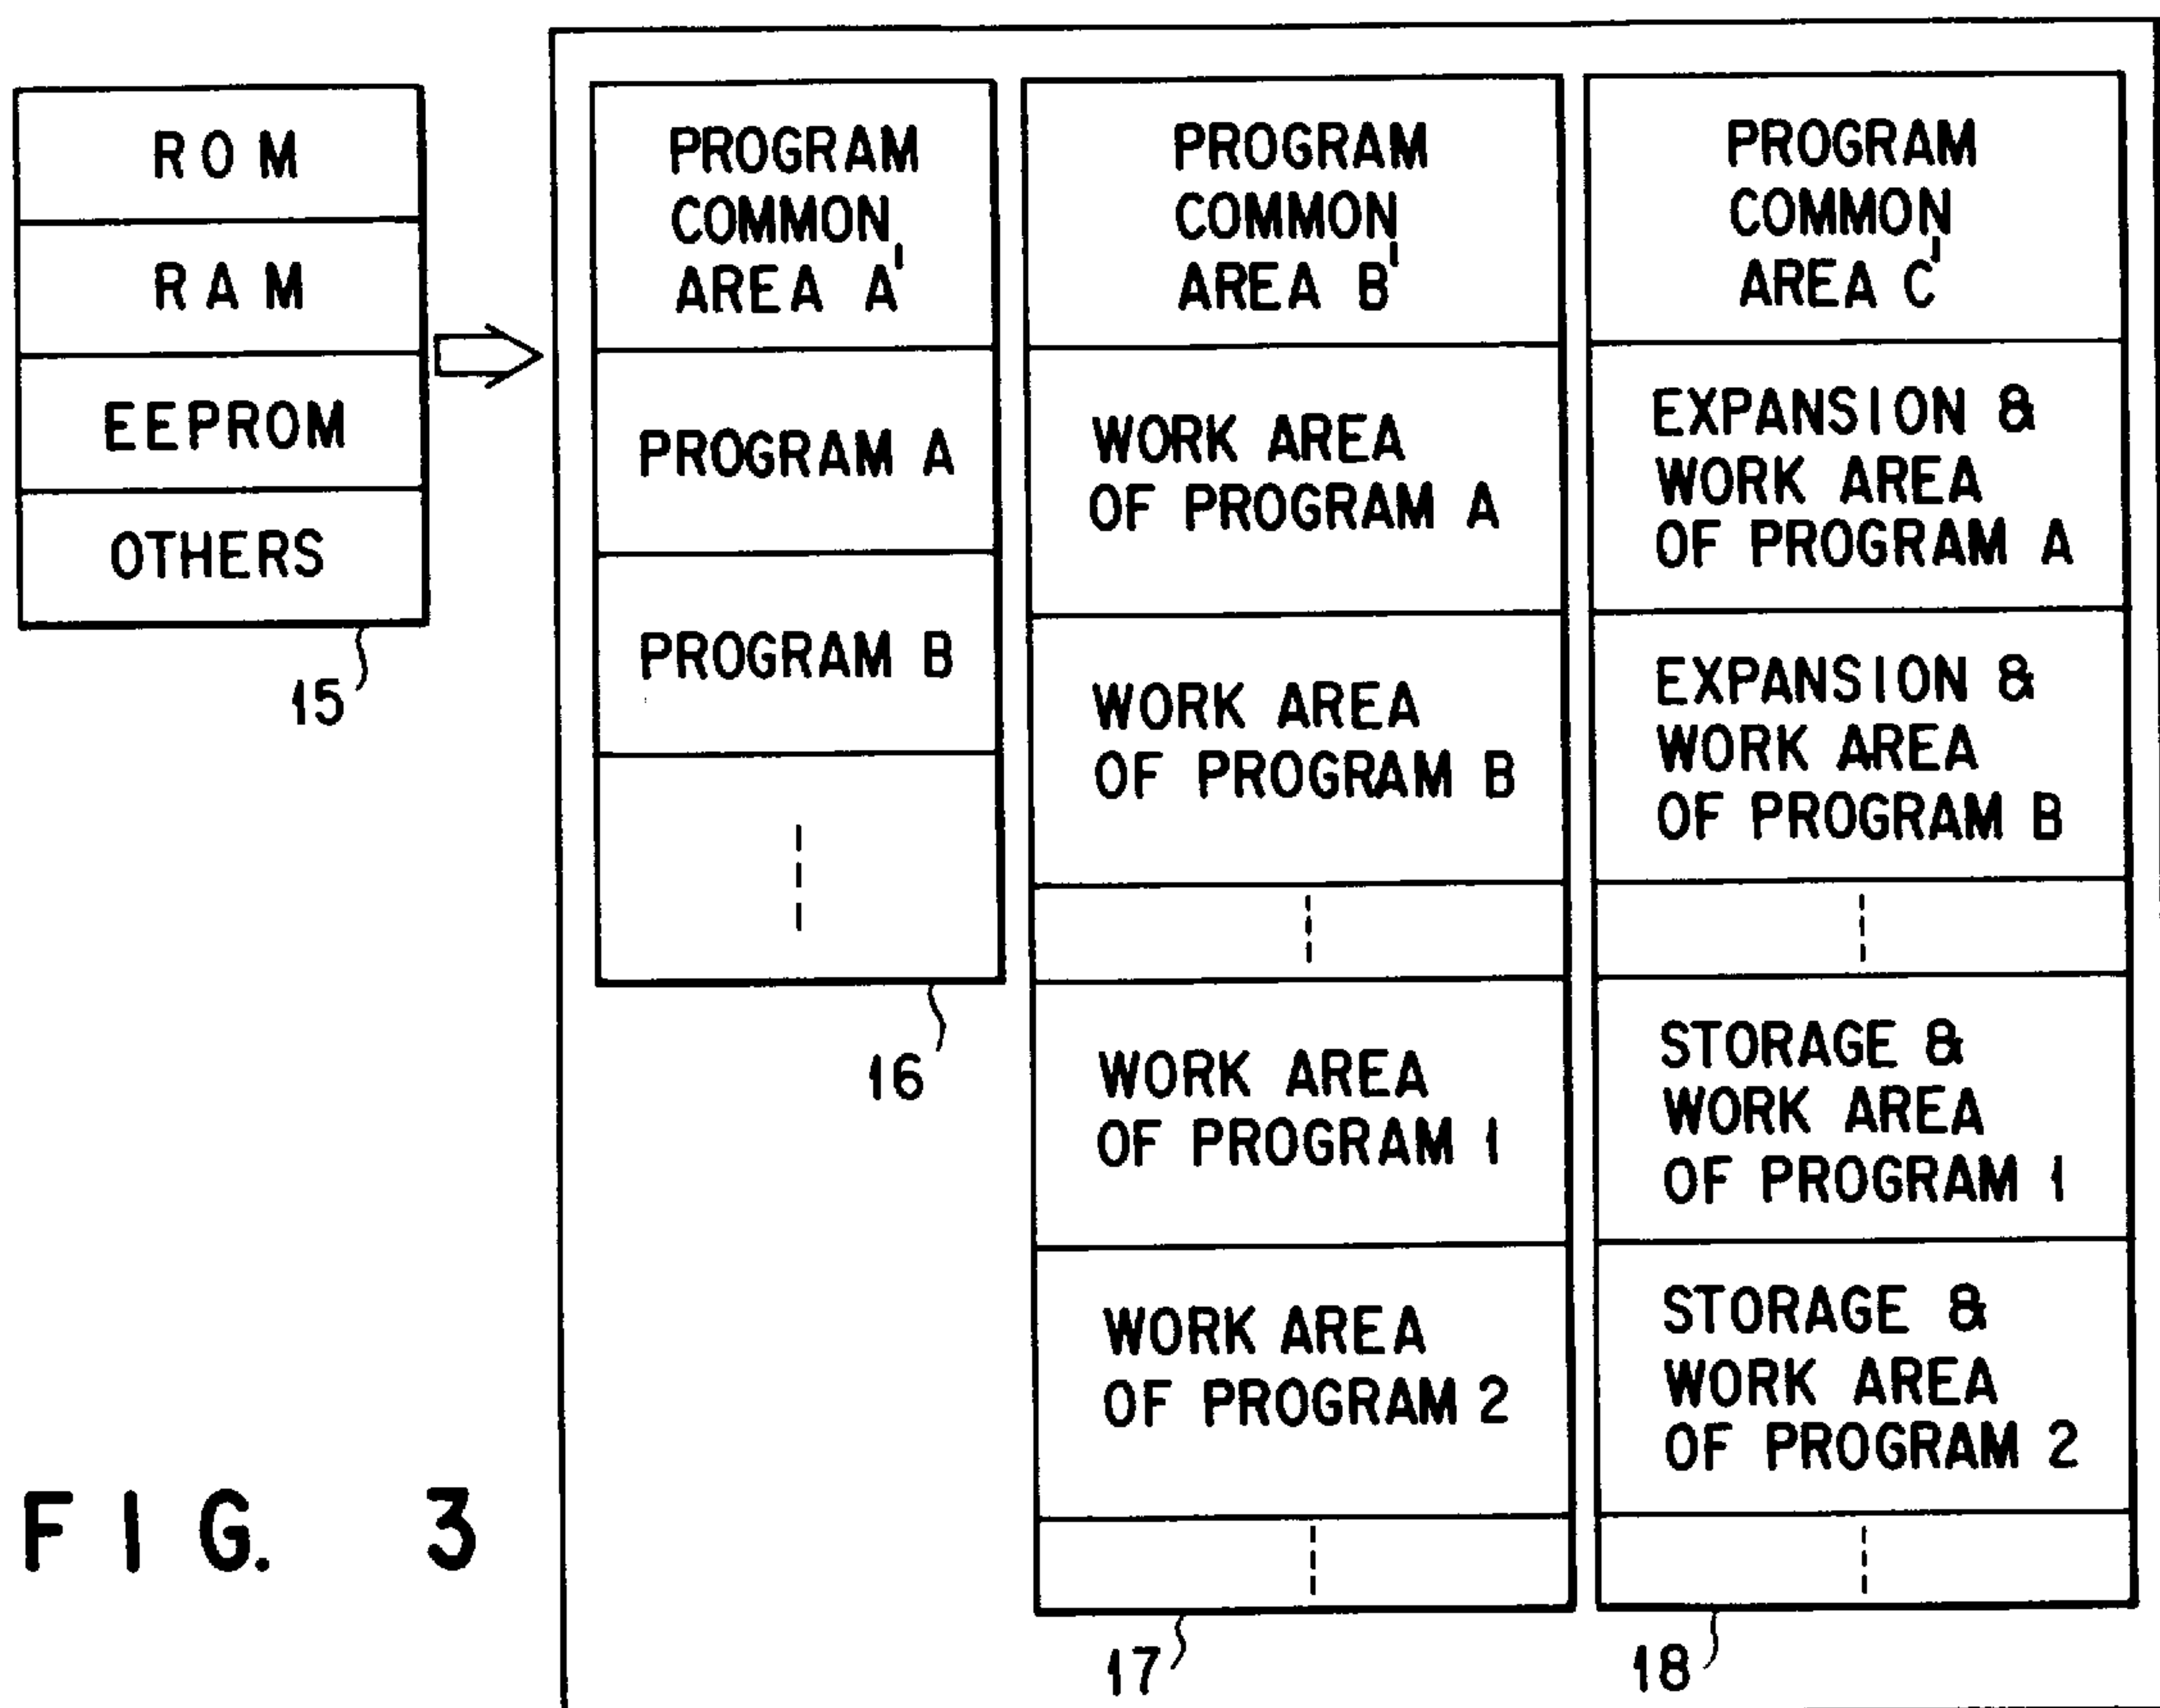 ROM
RAM
EEPROM
OTHERS
15
PROGRAM
COMMON
AREA A'
PROGRAM A
PROGRAM B
16
PROGRAM
COMMON
AREA B'
WORK AREA
OF PROGRAM A
WORK AREA
OF PROGRAM B
WORK AREA
OF PROGRAM 1
WORK AREA
OF PROGRAM 2
17
PROGRAM
COMMON
AREA C'
EXPANSION &
WORK AREA
OF PROGRAM A
EXPANSION &
WORK AREA
OF PROGRAM B
STORAGE &
WORK AREA
OF PROGRAM 1
STORAGE &
WORK AREA
OF PROGRAM 2
18
FIG. 3